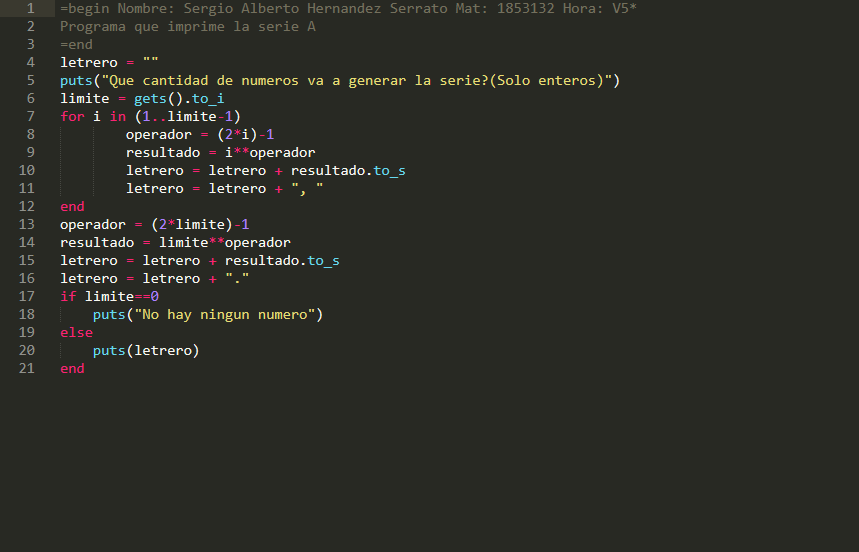 1 =begin Nombre: Sergio Alberto Hernandez Serrato Mat: 1853132 Hora: V5*
2 Programa que imprime la serie A
3 =end
4 letrero = ""
5 puts("Que cantidad de numeros va a generar la serie?(Solo enteros)")
6 limite = gets().to_i
7 for i in (1..limite-1)
8 operador = (2*i)-1
9 resultado = i**operador
10 letrero = letrero + resultado.to_s
11 letrero = letrero + ", "
12 end
13 operador = (2*limite)-1
14 resultado = limite**operador
15 letrero = letrero + resultado.to_s
16 letrero = letrero + "."
17 if limite==0
18 puts("No hay ningun numero")
19 else
20 puts(letrero)
21 end